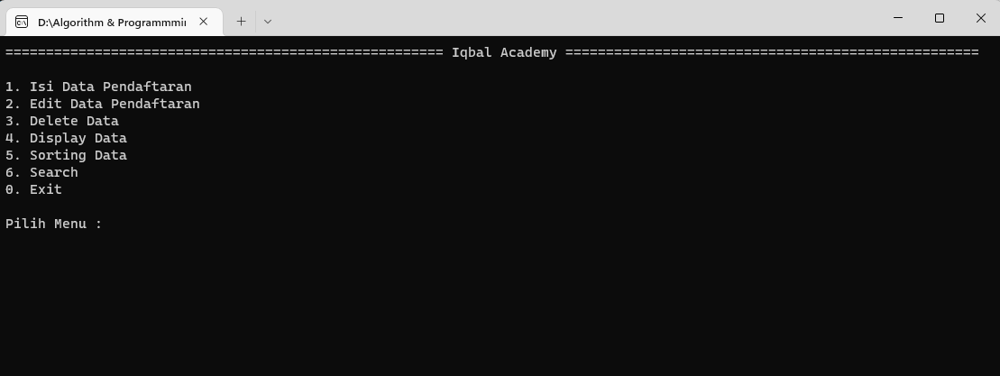 D:\Algorithm & Programmmin
====================================================== Iqbal Academy ===================================================
1. Isi Data Pendaftaran
2. Edit Data Pendaftaran
3. Delete Data
4. Display Data
5. Sorting Data
6. Search
0. Exit
Pilih Menu :